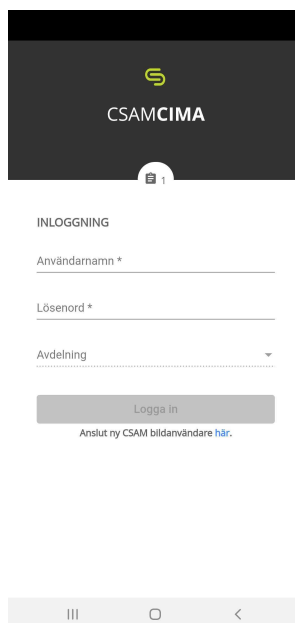 CSAMCIMA
1
INLOGGNING
Användarnamn *
Lösenord *
Avdelning
Logga in
Anslut ny CSAM bildanvändare här.